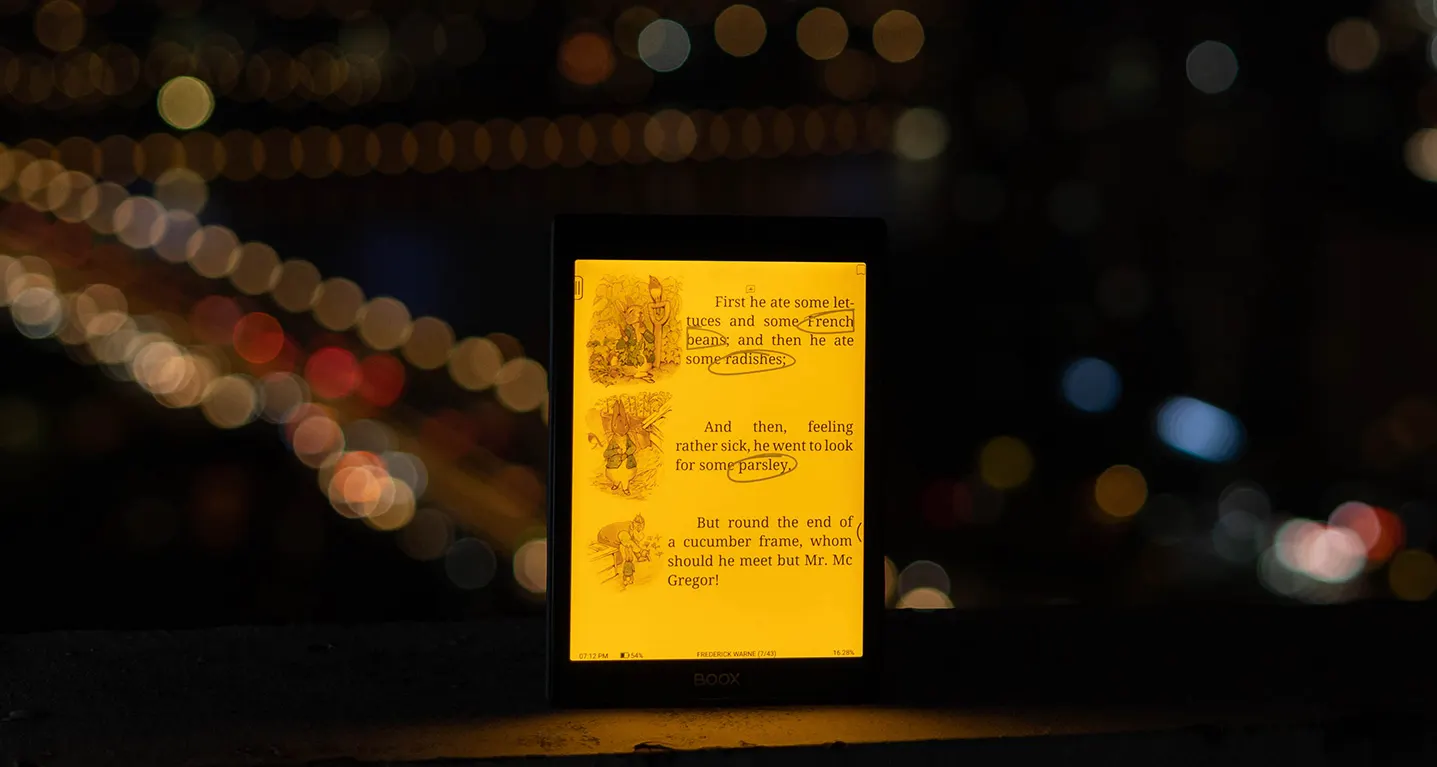 First he ate some let-
tuces and some French
beans; and then he ate
some radishes;
And then, feeling
rather sick, he went to look
for some parsley.
But round the end of
a cucumber frame, whom
should he meet but Mr. Mc
Gregor!
07:12 PM 54% FREDERICK WARNE (7/43) 16.28%
BOOX